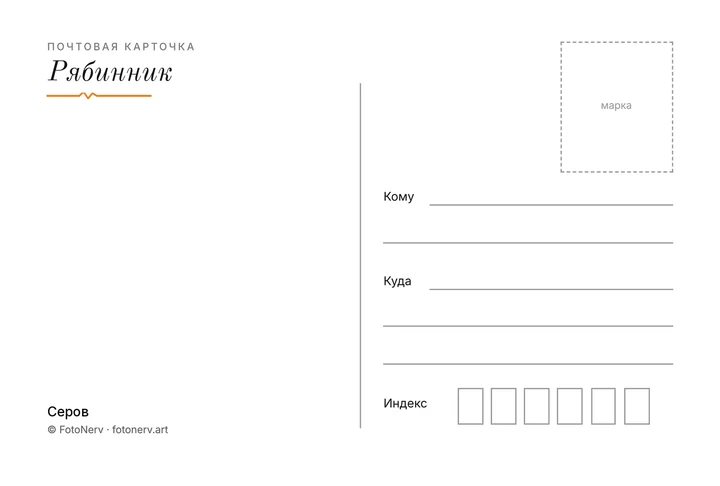 ПОЧТОВАЯ КАРТОЧКА
Рябинник
марка
Кому
Куда
Индекс
Серов
© FotoNerv · fotonerv.art